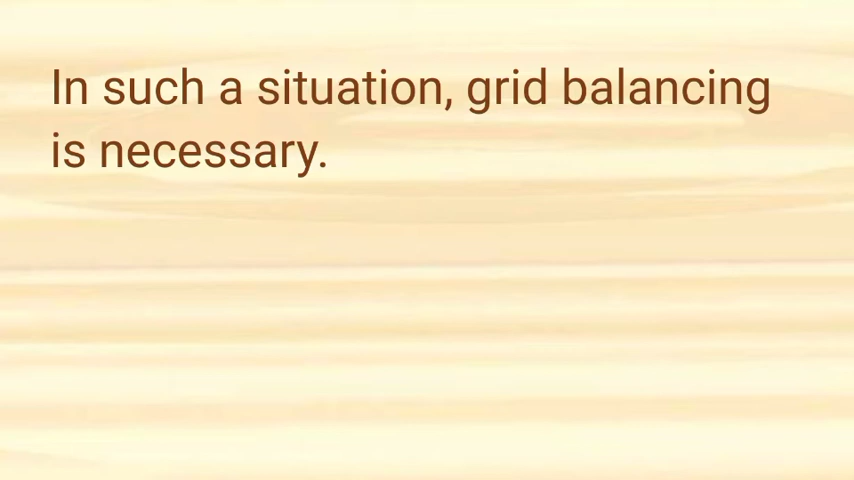 In such a situation, grid balancing
is necessary.